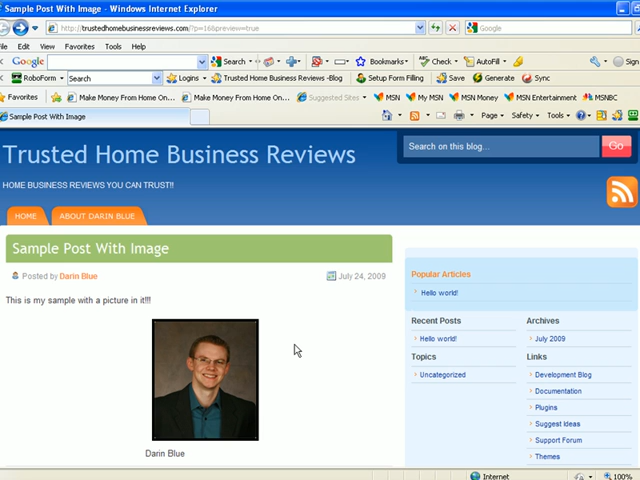 Sample Post With Image - Windows Internet Explorer
http://trustedhomebusinessreviews.com/?p=16&preview=true
Google
File Edit View Favorites Tools Help
Google Search Bookmarks Check AutoFill Sign
RoboForm Search Logins Trusted Home Business Reviews -Blog Setup Form Filling Save Generate Sync
Favorites Make Money From Home On... Make Money From Home On... Suggested Sites MSN My MSN MSN Money MSN Entertainment MSNBC
Sample Post With Image Page Safety Tools
Trusted Home Business Reviews
Search on this blog... Go
HOME BUSINESS REVIEWS YOU CAN TRUST!!
HOME ABOUT DARIN BLUE
Sample Post With Image
Posted by Darin Blue July 24, 2009
This is my sample with a picture in it!!!
Darin Blue
Popular Articles
Hello world!
Recent Posts
Hello world!
Topics
Uncategorized
Archives
July 2009
Links
Development Blog
Documentation
Plugins
Suggest Ideas
Support Forum
Themes
Internet 100%